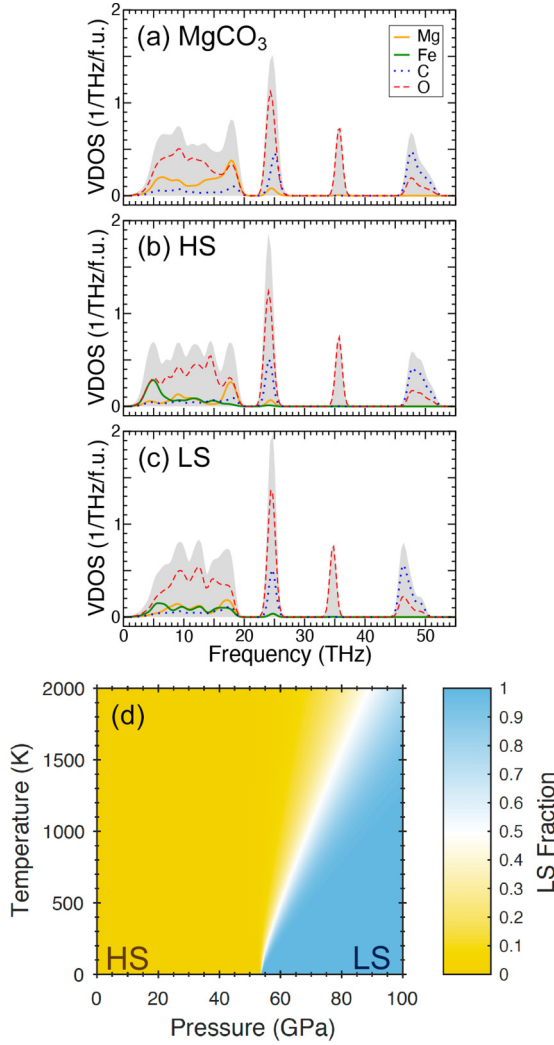 (a) MgCO₃
Mg
Fe
C
O
VDOS (1/THz/f.u.)
2
1
0
(b) HS
VDOS (1/THz/f.u.)
2
1
0
(c) LS
VDOS (1/THz/f.u.)
2
1
0
0 10 20 30 40 50
Frequency (THz)
(d)
Temperature (K)
2000
1500
1000
500
0
HS
LS
0 20 40 60 80 100
Pressure (GPa)
1
0.9
0.8
0.7
0.6
0.5
0.4
0.3
0.2
0.1
0
LS Fraction